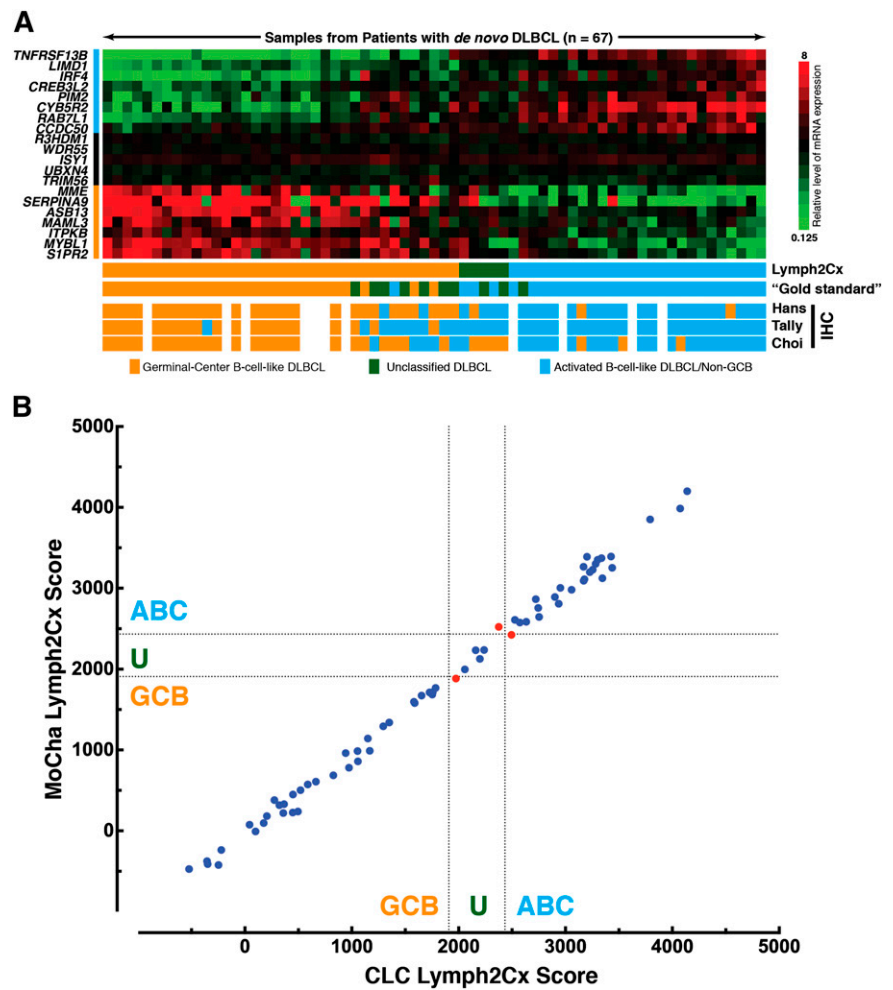 A
Samples from Patients with de novo DLBCL (n = 67)
TNFRSF13B
LIMD1
IRF4
CREB3L2
PIM2
CYB5R2
RAB7L1
CCDC50
R3HDM1
WDR55
ISY1
UBXN4
TRIM56
MME
SERPINA9
ASB13
MAML3
ITPKB
MYBL1
S1PR2
8
Relative level of mRNA expression
0.125
Lymph2Cx
“Gold standard”
Hans
Tally
Choi
IHC
Germinal-Center B-cell-like DLBCL
Unclassified DLBCL
Activated B-cell-like DLBCL/Non-GCB
B
MoCha Lymph2Cx Score
5000
4000
3000
2000
1000
0
ABC
U
GCB
GCB
U
ABC
0
1000
2000
3000
4000
5000
CLC Lymph2Cx Score